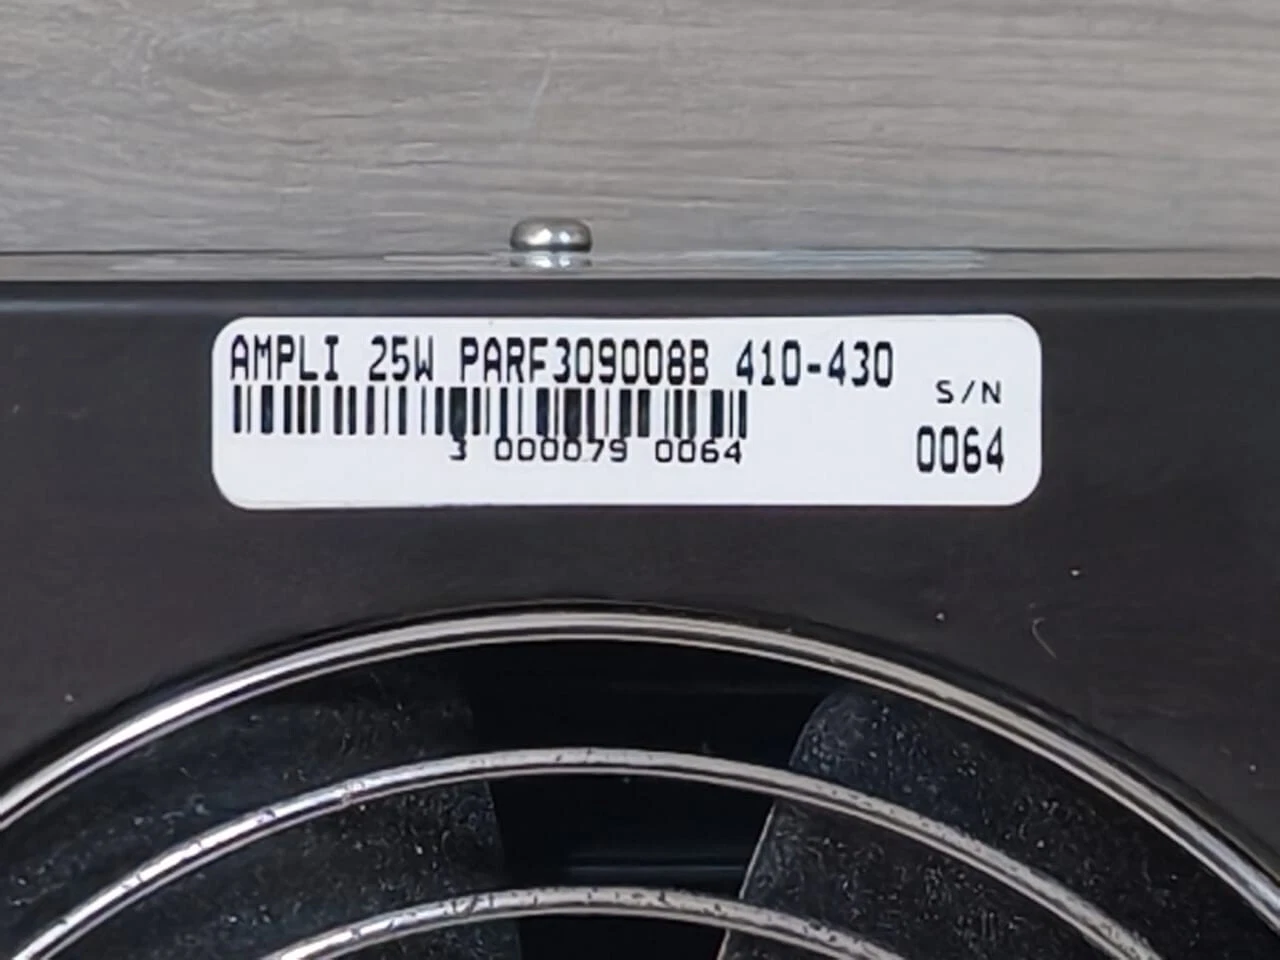 AMPLI 25W PARF309008B 410-430
S/N
3 000079 0064
0064